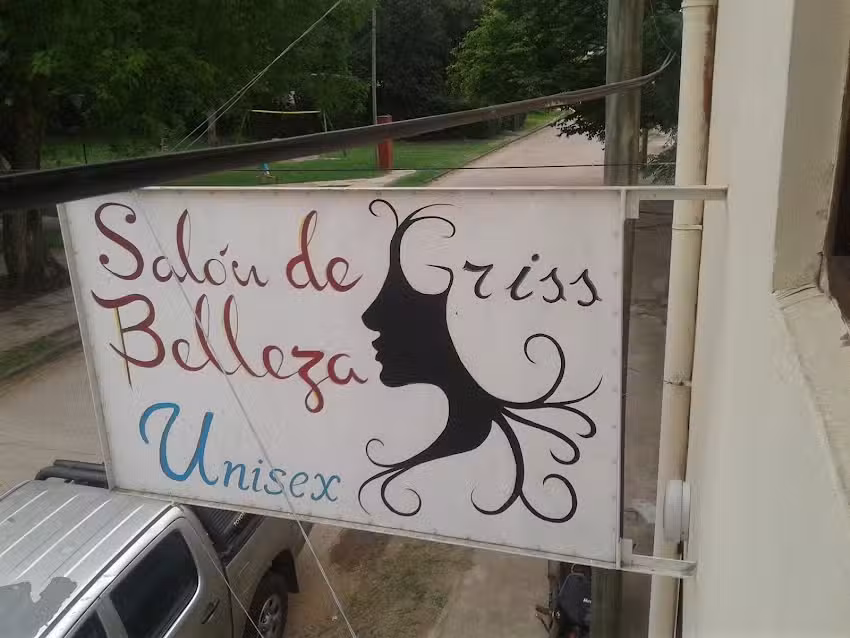 Salón de
Belleza
Unisex
Griss